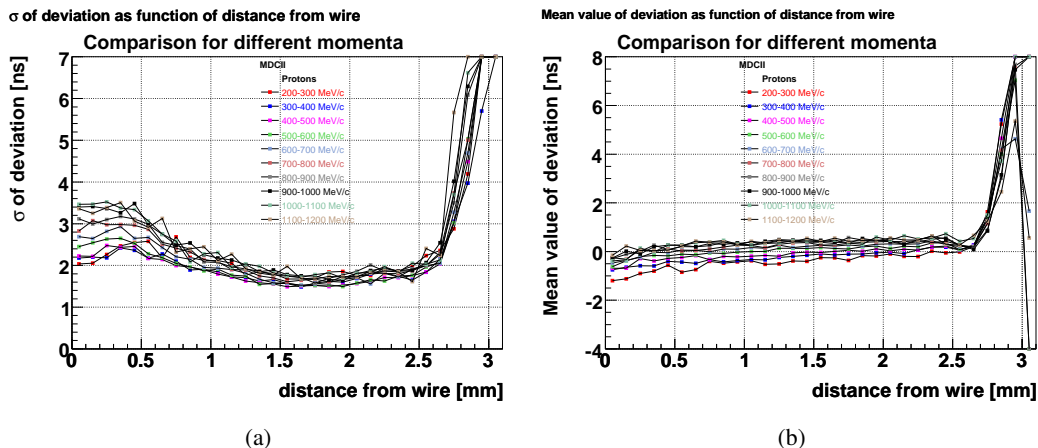 σ of deviation as function of distance from wire
Comparison for different momenta
σ of deviation [ns]
7
6
5
4
3
2
1
0
MDCII
Protons
200-300 MeV/c
300-400 MeV/c
400-500 MeV/c
500-600 MeV/c
600-700 MeV/c
700-800 MeV/c
800-900 MeV/c
900-1000 MeV/c
1000-1100 MeV/c
1100-1200 MeV/c
0 0.5 1 1.5 2 2.5 3
distance from wire [mm]
(a)
Mean value of deviation as function of distance from wire
Comparison for different momenta
Mean value of deviation [ns]
8
6
4
2
0
-2
-4
MDCII
Protons
200-300 MeV/c
300-400 MeV/c
400-500 MeV/c
500-600 MeV/c
600-700 MeV/c
700-800 MeV/c
800-900 MeV/c
900-1000 MeV/c
1000-1100 MeV/c
1100-1200 MeV/c
0 0.5 1 1.5 2 2.5 3
distance from wire [mm]
(b)